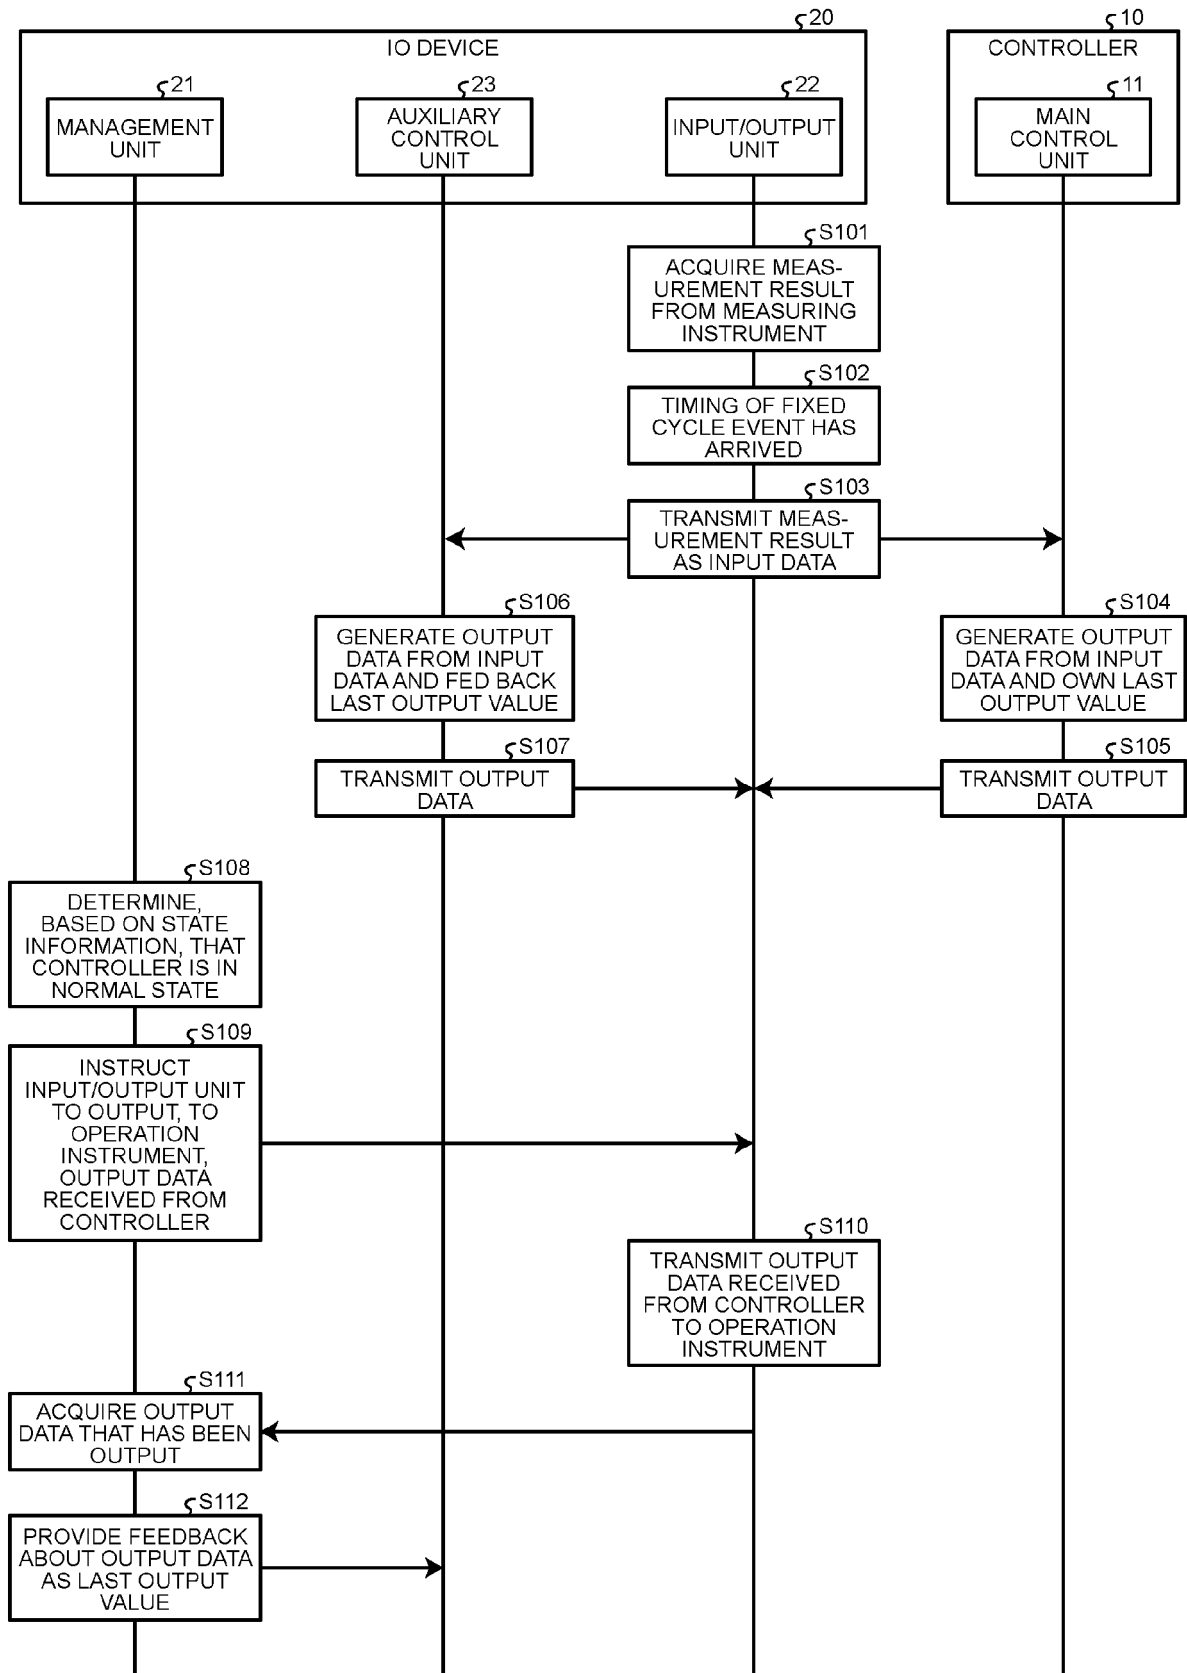 20
10
IO DEVICE
CONTROLLER
21
23
22
11
MANAGEMENT
UNIT
AUXILIARY
CONTROL
UNIT
INPUT/OUTPUT
UNIT
MAIN
CONTROL
UNIT
S101
ACQUIRE MEAS-
UREMENT RESULT
FROM MEASURING
INSTRUMENT
S102
TIMING OF FIXED
CYCLE EVENT HAS
ARRIVED
S103
TRANSMIT MEAS-
UREMENT RESULT
AS INPUT DATA
S106
GENERATE OUTPUT
DATA FROM INPUT
DATA AND FED BACK
LAST OUTPUT VALUE
S104
GENERATE OUTPUT
DATA FROM INPUT
DATA AND OWN LAST
OUTPUT VALUE
S107
TRANSMIT OUTPUT
DATA
S105
TRANSMIT OUTPUT
DATA
S108
DETERMINE,
BASED ON STATE
INFORMATION, THAT
CONTROLLER IS IN
NORMAL STATE
S109
INSTRUCT
INPUT/OUTPUT UNIT
TO OUTPUT, TO
OPERATION
INSTRUMENT,
OUTPUT DATA
RECEIVED FROM
CONTROLLER
S110
TRANSMIT OUTPUT
DATA RECEIVED
FROM CONTROLLER
TO OPERATION
INSTRUMENT
S111
ACQUIRE OUTPUT
DATA THAT HAS BEEN
OUTPUT
S112
PROVIDE FEEDBACK
ABOUT OUTPUT DATA
AS LAST OUTPUT
VALUE